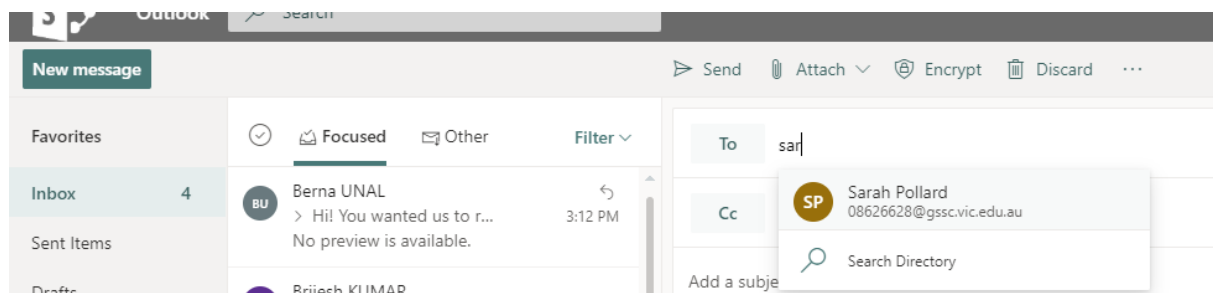 Outlook
Search
New message
Send Attach Encrypt Discard ...
Favorites
Focused Other Filter
To sar
Inbox 4
BU Berna UNAL
> Hi! You wanted us to r... 3:12 PM
No preview is available.
SP Sarah Pollard
08626628@gssc.vic.edu.au
Cc
Sent Items
Search Directory
Add a subje
Drafts
Brijesh KUMAR